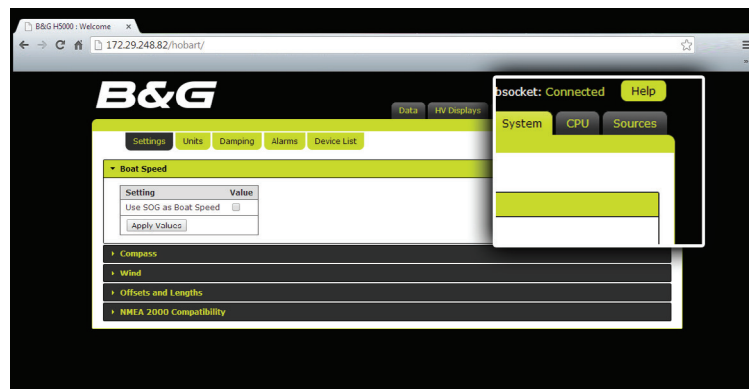 B&G H5000 : Welcome
172.29.248.82/hobart/
B&G
bsocket: Connected Help
Data HV Displays System CPU Sources
Settings Units Damping Alarms Device List
Boat Speed
Setting Value
Use SOG as Boat Speed
Apply Values
Compass
Wind
Offsets and Lengths
NMEA 2000 Compatibility